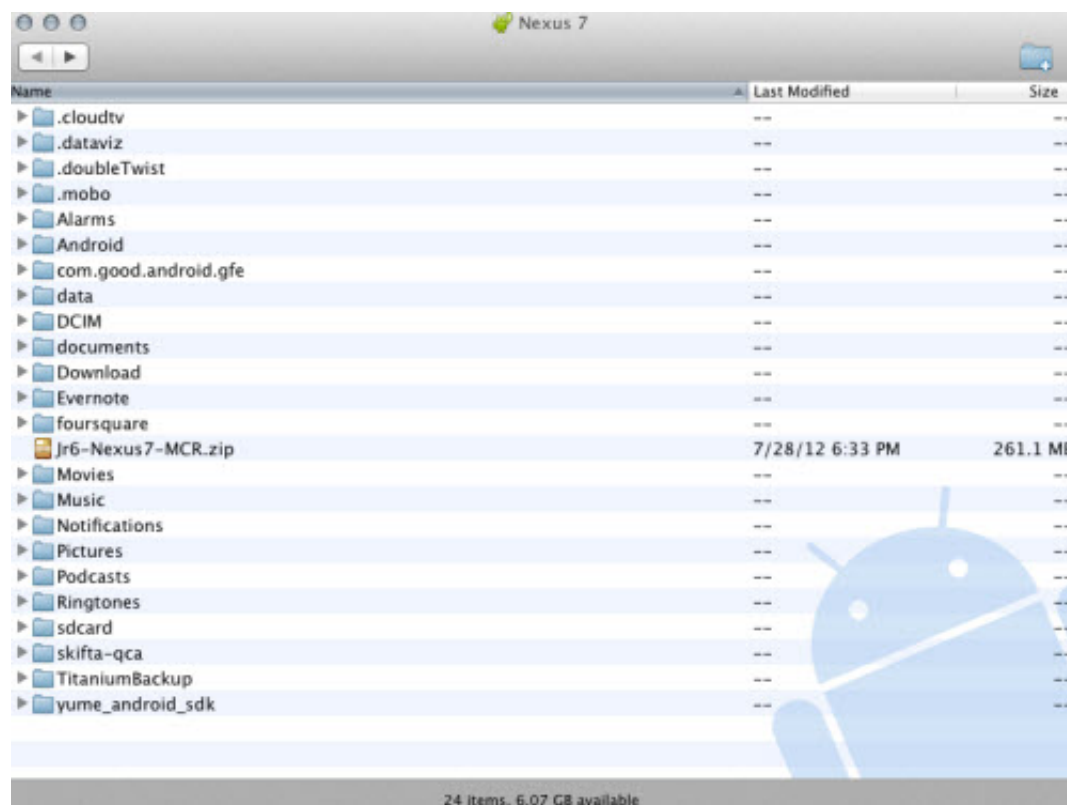 Nexus 7
Name Last Modified Size
.cloudtv -- --
.dataviz -- --
.doubleTwist -- --
.mobo -- --
Alarms -- --
Android -- --
com.good.android.gfe -- --
data -- --
DCIM -- --
documents -- --
Download -- --
Evernote -- --
foursquare -- --
Jr6-Nexus7-MCR.zip 7/28/12 6:33 PM 261.1 MB
Movies -- --
Music -- --
Notifications -- --
Pictures -- --
Podcasts -- --
Ringtones -- --
sdcard -- --
skifta-qca -- --
TitaniumBackup -- --
yume_android_sdk -- --
24 items, 6.07 GB available